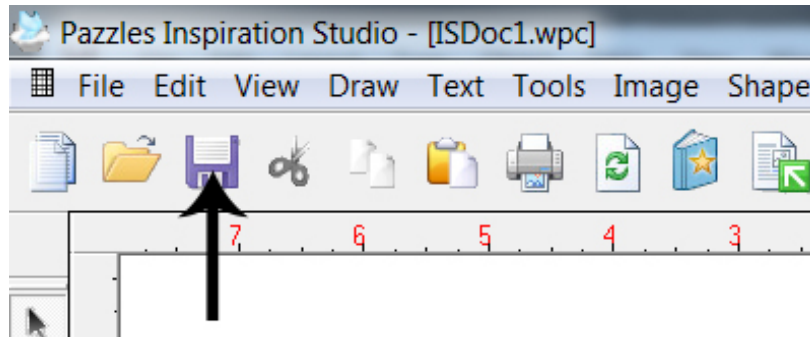 Pazzles Inspiration Studio - [ISDoc1.wpc]
File Edit View Draw Text Tools Image Shape
7 6 5 4 3